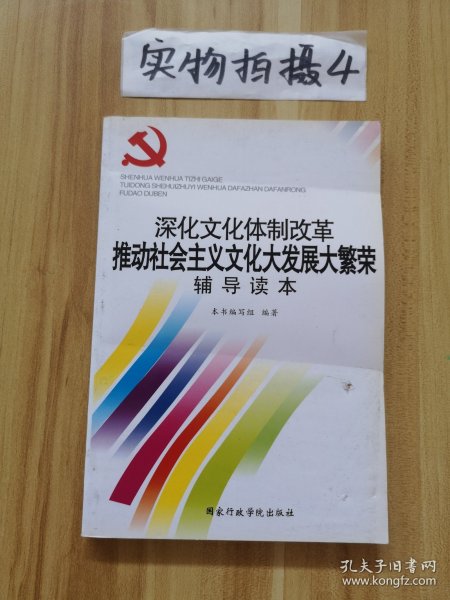 实物拍摄4
SHENHUA WENHUA TIZHI GAIGE
TUIDONG SHEHUIZHUYI WENHUA DAFAZHAN DAFANRONG
FUDAO DUBEN
深化文化体制改革
推动社会主义文化大发展大繁荣
辅导读本
本书编写组 编著
国家行政学院出版社
孔夫子旧书网
www.kongfz.com